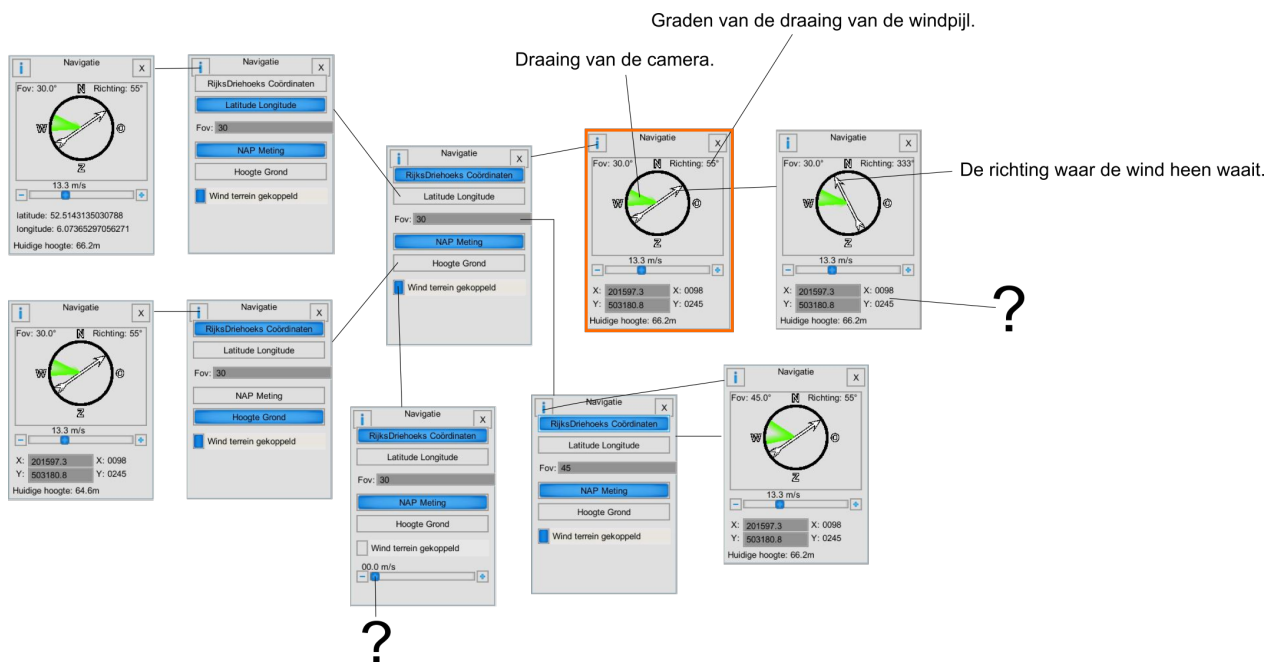 Graden van de draaing van de windpijl.
Draaing van de camera.
De richting waar de wind heen waait.
i Navigatie X
Fov: 30.0° N Richting: 55°
W O
Z
13.3 m/s
- +
latitude: 52.5143135030788
longitude: 6.07365297056271
Huidige hoogte: 66.2m
i Navigatie X
RijksDriehoeks Coördinaten
Latitude Longitude
Fov: 30
NAP Meting
Hoogte Grond
Wind terrein gekoppeld
i Navigatie X
RijksDriehoeks Coördinaten
Latitude Longitude
Fov: 30
NAP Meting
Hoogte Grond
Wind terrein gekoppeld
i Navigatie X
Fov: 30.0° N Richting: 55°
W O
Z
13.3 m/s
- +
X: 201597.3 X: 0098
Y: 503180.8 Y: 0245
Huidige hoogte: 66.2m
i Navigatie X
Fov: 30.0° N Richting: 333°
W O
Z
13.3 m/s
- +
X: 201597.3 X: 0098
Y: 503180.8 Y: 0245
Huidige hoogte: 66.2m
?
i Navigatie X
Fov: 30.0° N Richting: 55°
W O
Z
13.3 m/s
- +
X: 201597.3 X: 0098
Y: 503180.8 Y: 0245
Huidige hoogte: 64.6m
i Navigatie X
RijksDriehoeks Coördinaten
Latitude Longitude
Fov: 30
NAP Meting
Hoogte Grond
Wind terrein gekoppeld
i Navigatie X
RijksDriehoeks Coördinaten
Latitude Longitude
Fov: 30
NAP Meting
Hoogte Grond
Wind terrein gekoppeld
00.0 m/s
- +
?
i Navigatie X
RijksDriehoeks Coördinaten
Latitude Longitude
Fov: 45
NAP Meting
Hoogte Grond
Wind terrein gekoppeld
i Navigatie X
Fov: 45.0° N Richting: 55°
W O
Z
13.3 m/s
- +
X: 201597.3 X: 0098
Y: 503180.8 Y: 0245
Huidige hoogte: 66.2m